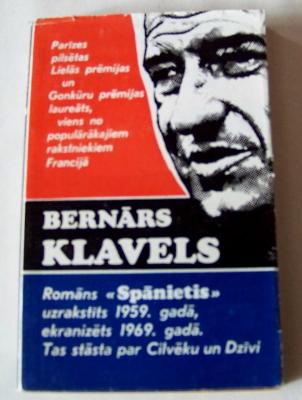 Parīzes
pilsētas
Lielās prēmijas
un
Gonkūru prēmijas
laureāts,
viens no
populārākajiem
rakstniekiem
Francijā
BERNĀRS
KLAVELS
Romāns «Spānietis»
uzrakstīts 1959. gadā,
ekranizēts 1969. gadā.
Tas stāsta par Cilvēku un Dzīvi